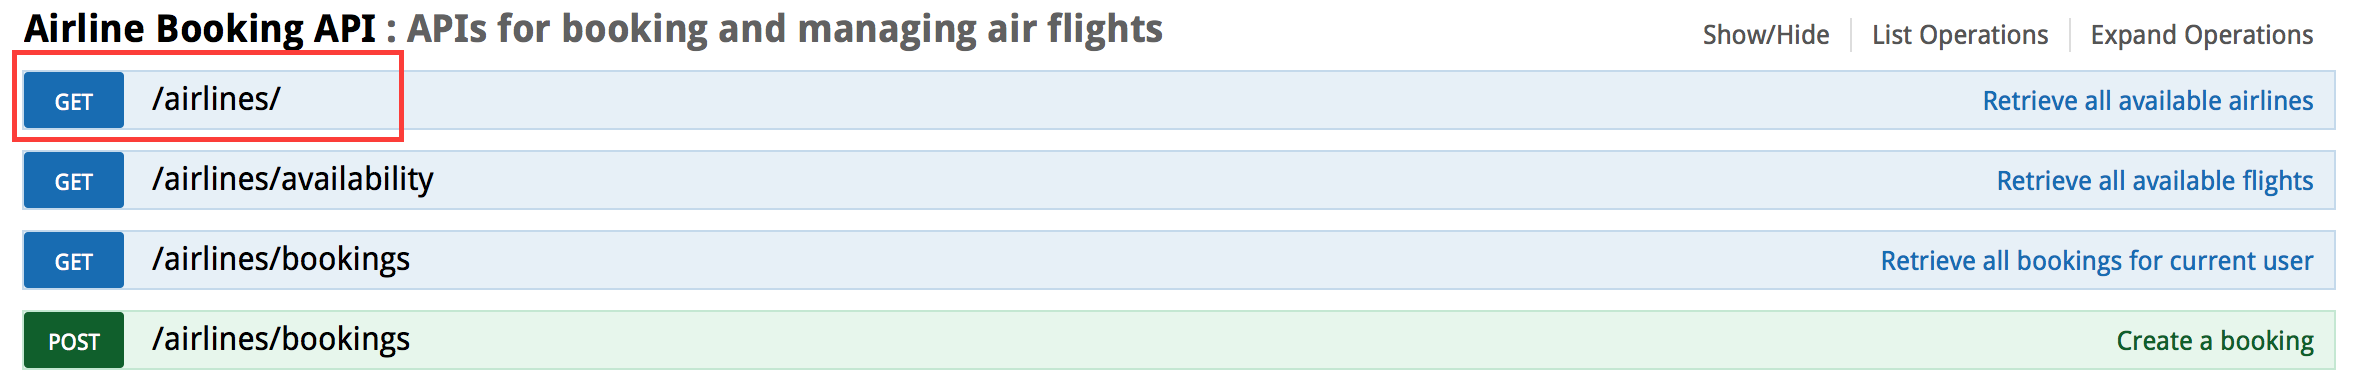 Airline Booking API : APIs for booking and managing air flights Show/Hide List Operations Expand Operations
GET /airlines/ Retrieve all available airlines
GET /airlines/availability Retrieve all available flights
GET /airlines/bookings Retrieve all bookings for current user
POST /airlines/bookings Create a booking